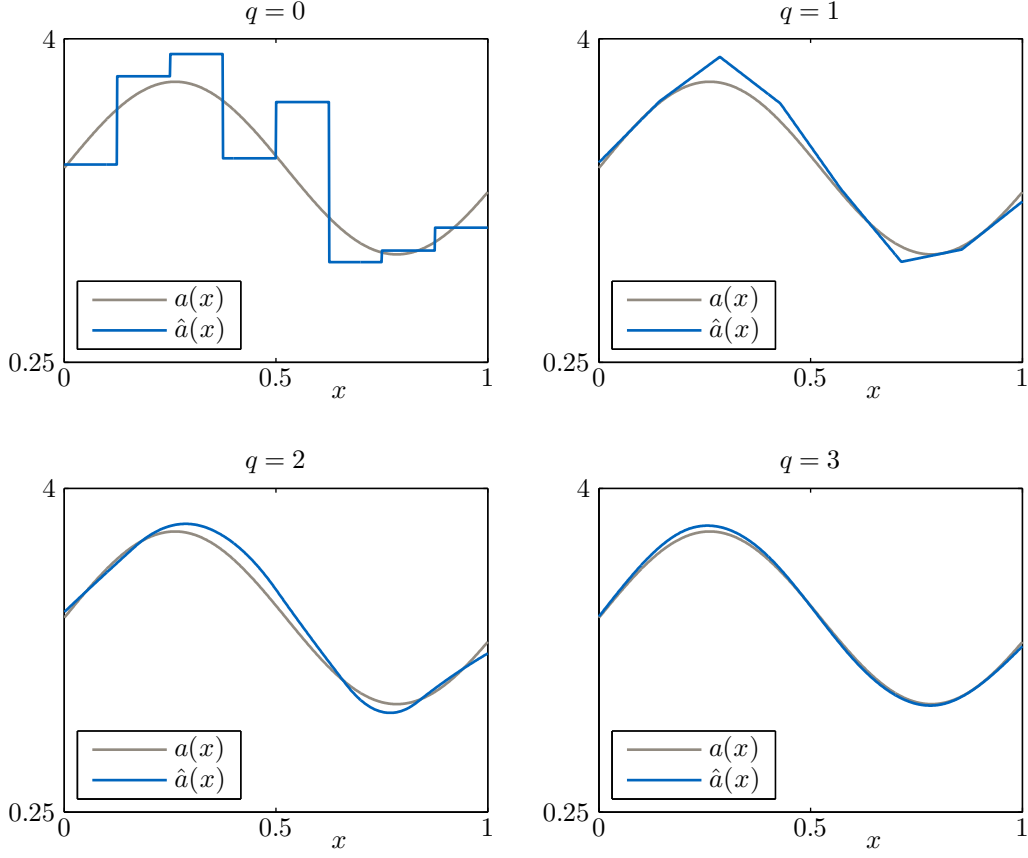 q = 0
4
a(x)
â(x)
0.25
0 0.5 1
x
q = 1
4
a(x)
â(x)
0.25
0 0.5 1
x
q = 2
4
a(x)
â(x)
0.25
0 0.5 1
x
q = 3
4
a(x)
â(x)
0.25
0 0.5 1
x